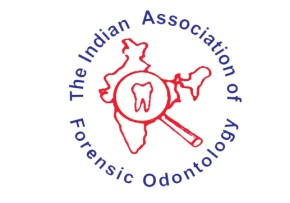 The Indian Association of
Forensic Odontology